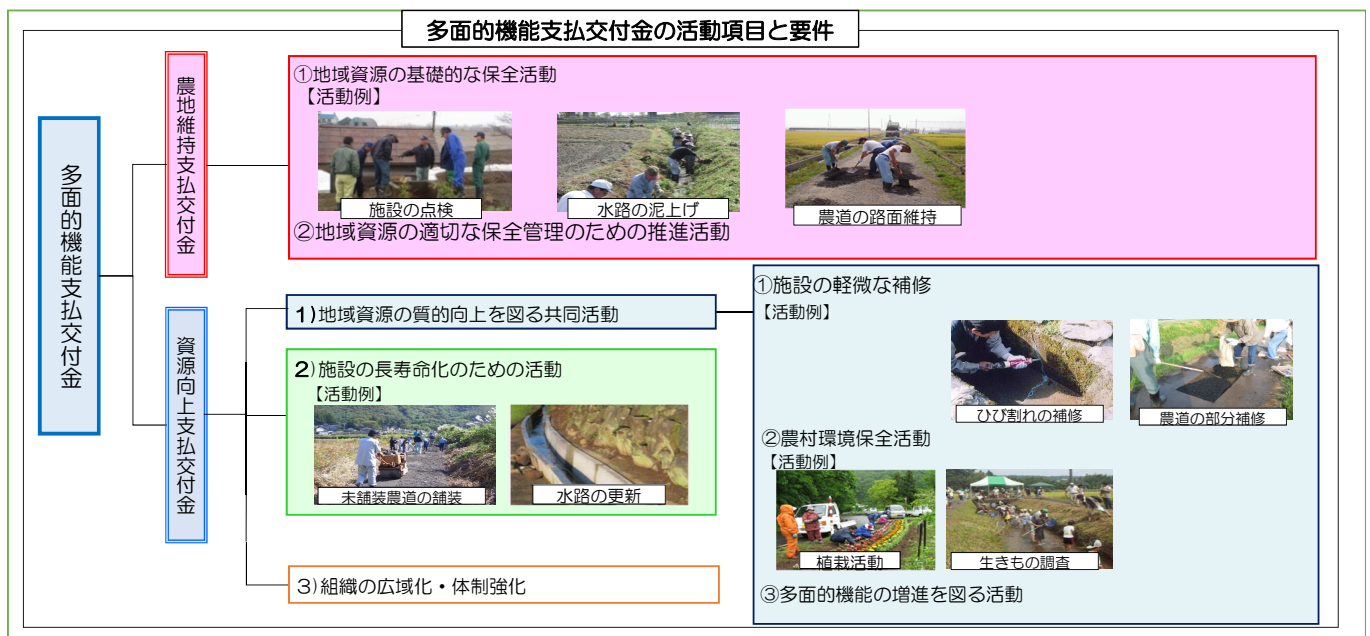 多面的機能支払交付金の活動項目と要件
多面的機能支払交付金
農地維持支払交付金
①地域資源の基礎的な保全活動
【活動例】
施設の点検
水路の泥上げ
農道の路面維持
②地域資源の適切な保全管理のための推進活動
資源向上支払交付金
1)地域資源の質的向上を図る共同活動
①施設の軽微な補修
【活動例】
ひび割れの補修
農道の部分補修
②農村環境保全活動
【活動例】
植栽活動
生きもの調査
③多面的機能の増進を図る活動
2)施設の長寿命化のための活動
【活動例】
未舗装農道の舗装
水路の更新
3)組織の広域化・体制強化